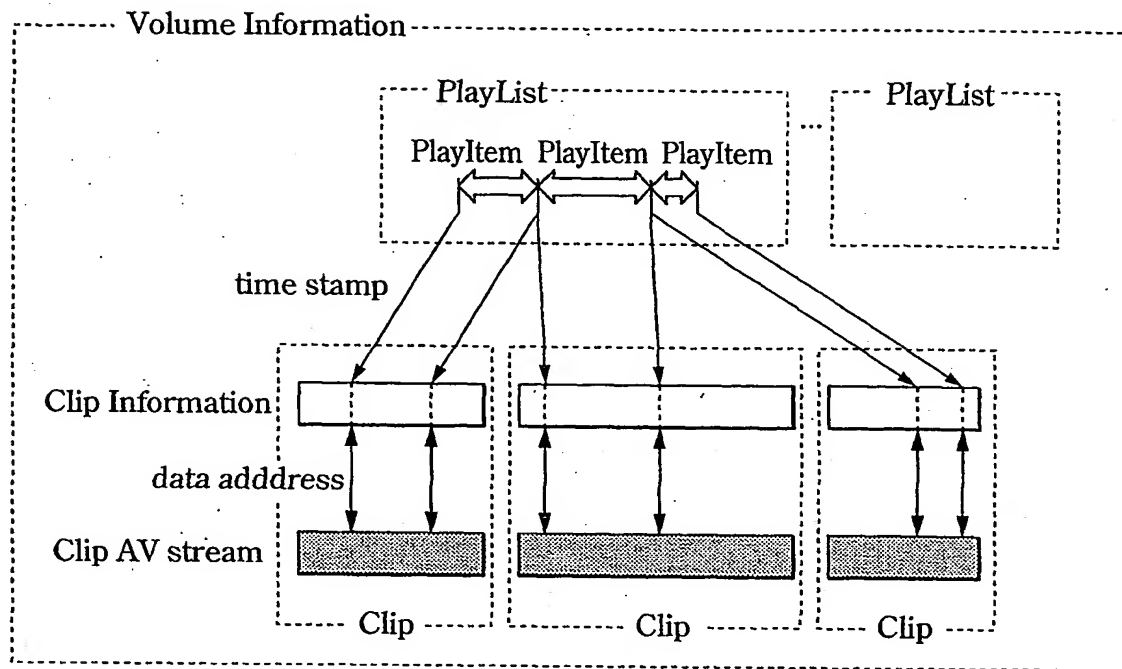 Volume Information
PlayList
PlayList
...
PlayItem PlayItem PlayItem
time stamp
Clip Information
data adddress
Clip AV stream
Clip
Clip
Clip